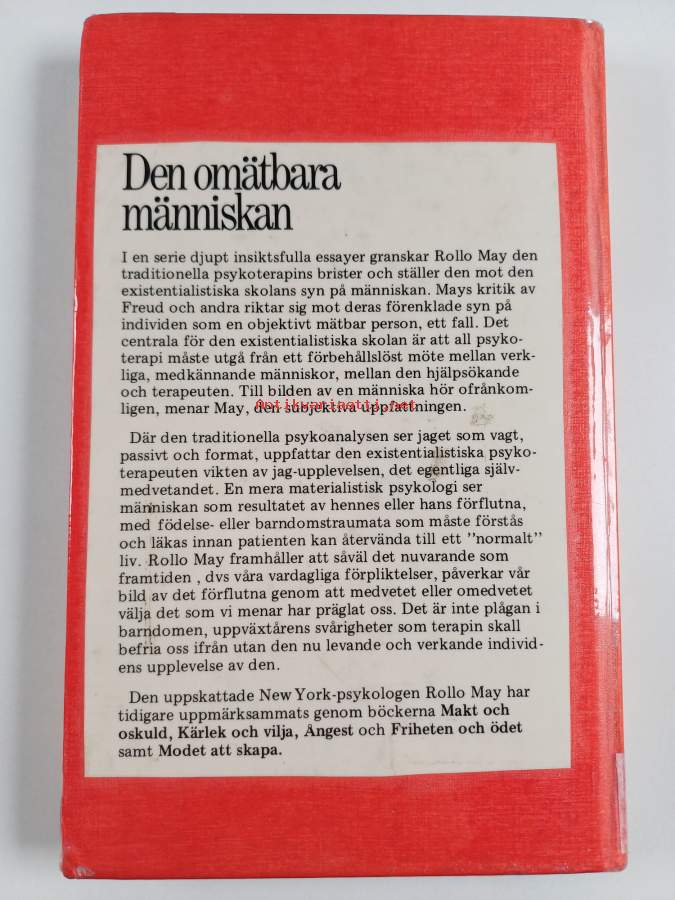 Den omätbara
människan
I en serie djupt insiktsfulla essayer granskar Rollo May den
traditionella psykoterapins brister och ställer den mot den
existentialistiska skolans syn på människan. Mays kritik av
Freud och andra riktar sig mot deras förenklade syn på
individen som en objektivt mätbar person, ett fall. Det
centrala för den existentialistiska skolan är att all psyko-
terapi måste utgå från ett förbehållslöst möte mellan verk-
liga, medkännande människor, mellan den hjälpsökande
och terapeuten. Till bilden av en människa hör ofrånkom-
ligen, menar May, den subjektiva uppfattningen.
Antikvariaatti.net
Där den traditionella psykoanalysen ser jaget som vagt,
passivt och format, uppfattar den existentialistiska psyko-
terapeuten vikten av jag-upplevelsen, det egentliga själv-
medvetandet. En mera materialistisk psykologi ser
människan som resultatet av hennes eller hans förflutna,
med födelse- eller barndomstraumata som måste förstås
och läkas innan patienten kan återvända till ett ”normalt”
liv. Rollo May framhåller att såväl det nuvarande som
framtiden , dvs våra vardagliga förpliktelser, påverkar vår
bild av det förflutna genom att medvetet eller omedvetet
välja det som vi menar har präglat oss. Det är inte plågan i
barndomen, uppväxtårens svårigheter som terapin skall
befria oss ifrån utan den nu levande och verkande individ-
ens upplevelse av den.
Den uppskattade New York-psykologen Rollo May har
tidigare uppmärksammats genom böckerna Makt och
oskuld, Kärlek och vilja, Ångest och Friheten och ödet
samt Modet att skapa.